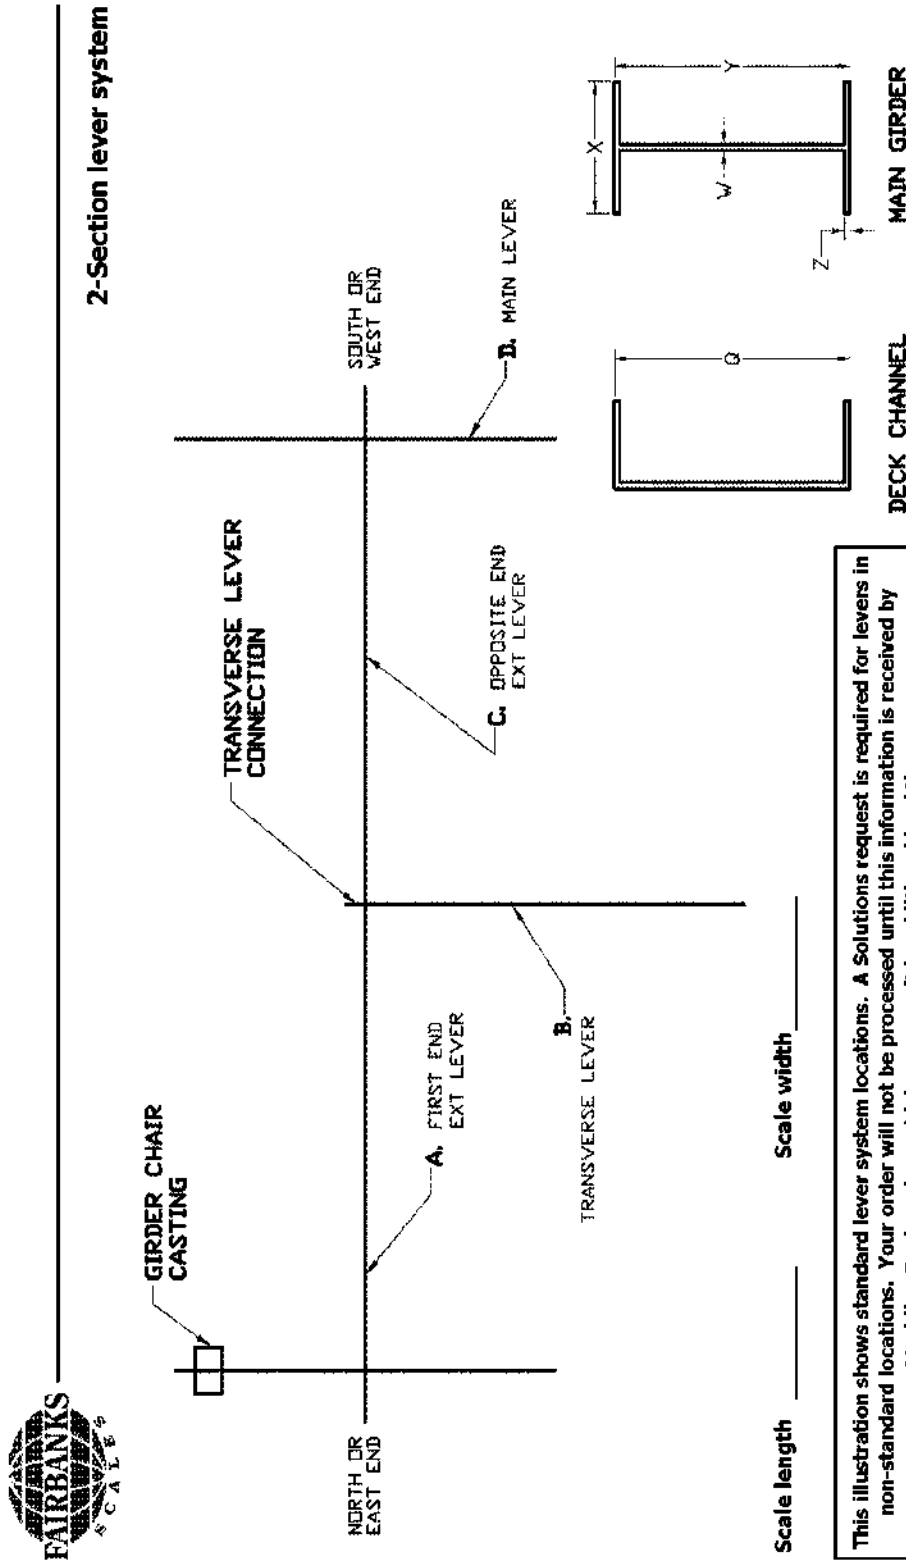 FAIRBANKS
SCALES
2-Section lever system
GIRDER CHAIR
CASTING
TRANSVERSE LEVER
CONNECTION
NORTH OR
EAST END
SOUTH OR
WEST END
A. FIRST END
EXT LEVER
C. OPPOSITE END
EXT LEVER
D. MAIN LEVER
B.
TRANSVERSE LEVER
X
Y
W
Z
Q
Scale length
Scale width
DECK CHANNEL
MAIN GIRDER
This illustration shows standard lever system locations. A Solutions request is required for levers in
non-standard locations. Your order will not be processed until this information is received by